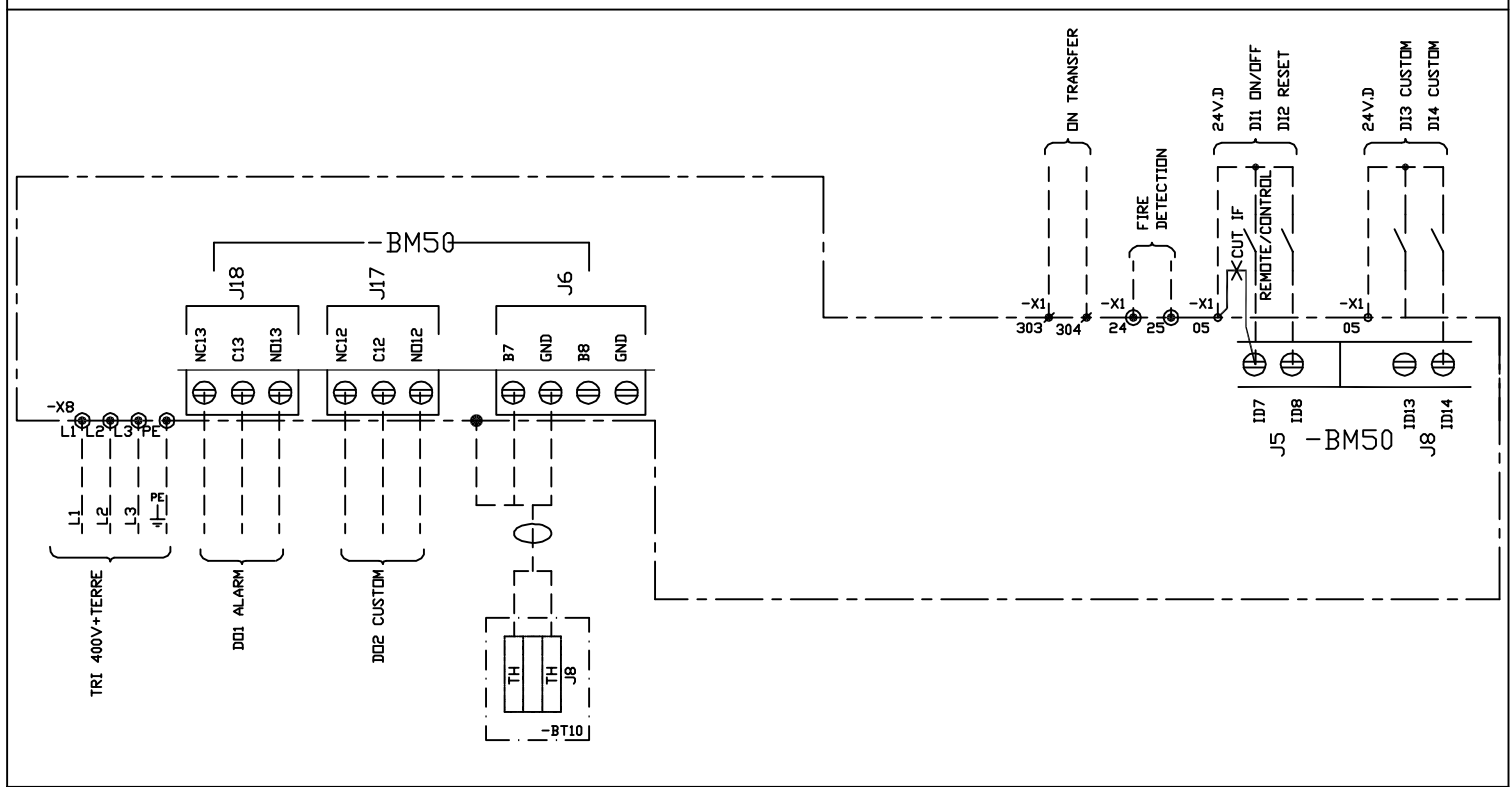 ON TRANSFER
FIRE
DETECTION
24V.D
DI1 ON/OFF
DI2 RESET
24V.D
DI3 CUSTOM
DI4 CUSTOM
CUT IF
REMOTE/CONTROL
-BM50
J18
J17
J6
NC13
C13
NO13
NC12
C12
NO12
B7
GND
B8
GND
-X1
303
304
-X1
24
25
-X1
05
-X1
05
ID7
ID8
ID13
ID14
J5
-BM50
J8
-X8
L1
L2
L3
PE
L1
L2
L3
PE
TRI 400V+TERRE
DO1 ALARM
DO2 CUSTOM
TH
TH
J8
-BT10